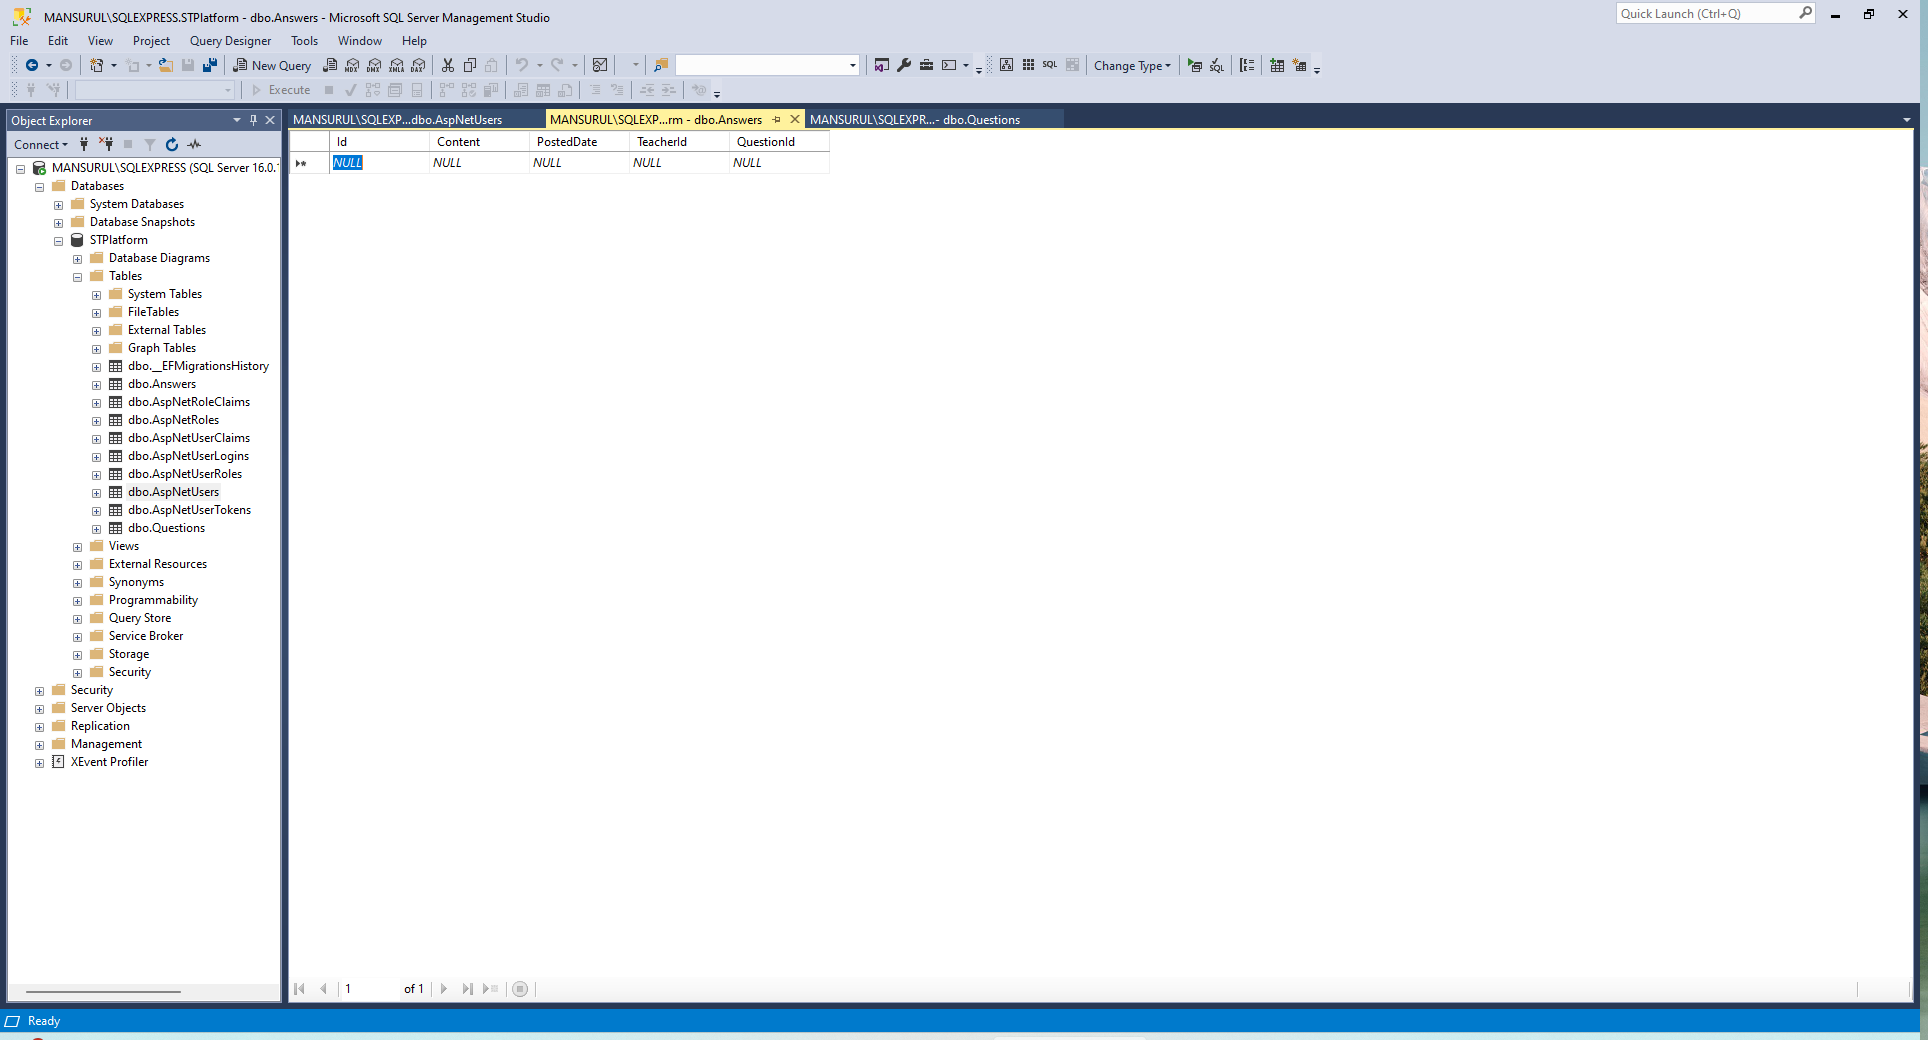 MANSURUL\SQLEXPRESS.STPlatform - dbo.Answers - Microsoft SQL Server Management Studio
Quick Launch (Ctrl+Q)
File Edit View Project Query Designer Tools Window Help
New Query MDX DMX XMLA DAX SQL Change Type SQL
Execute
Object Explorer
MANSURUL\SQLEXP...dbo.AspNetUsers MANSURUL\SQLEXP...rm - dbo.Answers MANSURUL\SQLEXPR...- dbo.Questions
Connect
Id Content PostedDate TeacherId QuestionId
NULL NULL NULL NULL NULL
MANSURUL\SQLEXPRESS (SQL Server 16.0.
Databases
System Databases
Database Snapshots
STPlatform
Database Diagrams
Tables
System Tables
FileTables
External Tables
Graph Tables
dbo.__EFMigrationsHistory
dbo.Answers
dbo.AspNetRoleClaims
dbo.AspNetRoles
dbo.AspNetUserClaims
dbo.AspNetUserLogins
dbo.AspNetUserRoles
dbo.AspNetUsers
dbo.AspNetUserTokens
dbo.Questions
Views
External Resources
Synonyms
Programmability
Query Store
Service Broker
Storage
Security
Security
Server Objects
Replication
Management
XEvent Profiler
1 of 1
Ready